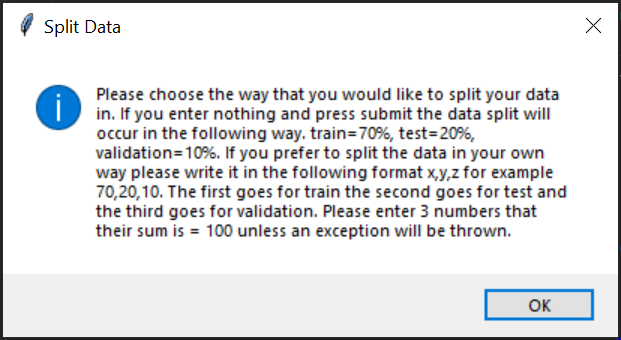 Split Data
Please choose the way that you would like to split your data
in. If you enter nothing and press submit the data split will
occur in the following way. train=70%, test=20%,
validation=10%. If you prefer to split the data in your own
way please write it in the following format x,y,z for example
70,20,10. The first goes for train the second goes for test and
the third goes for validation. Please enter 3 numbers that
their sum is = 100 unless an exception will be thrown.
OK